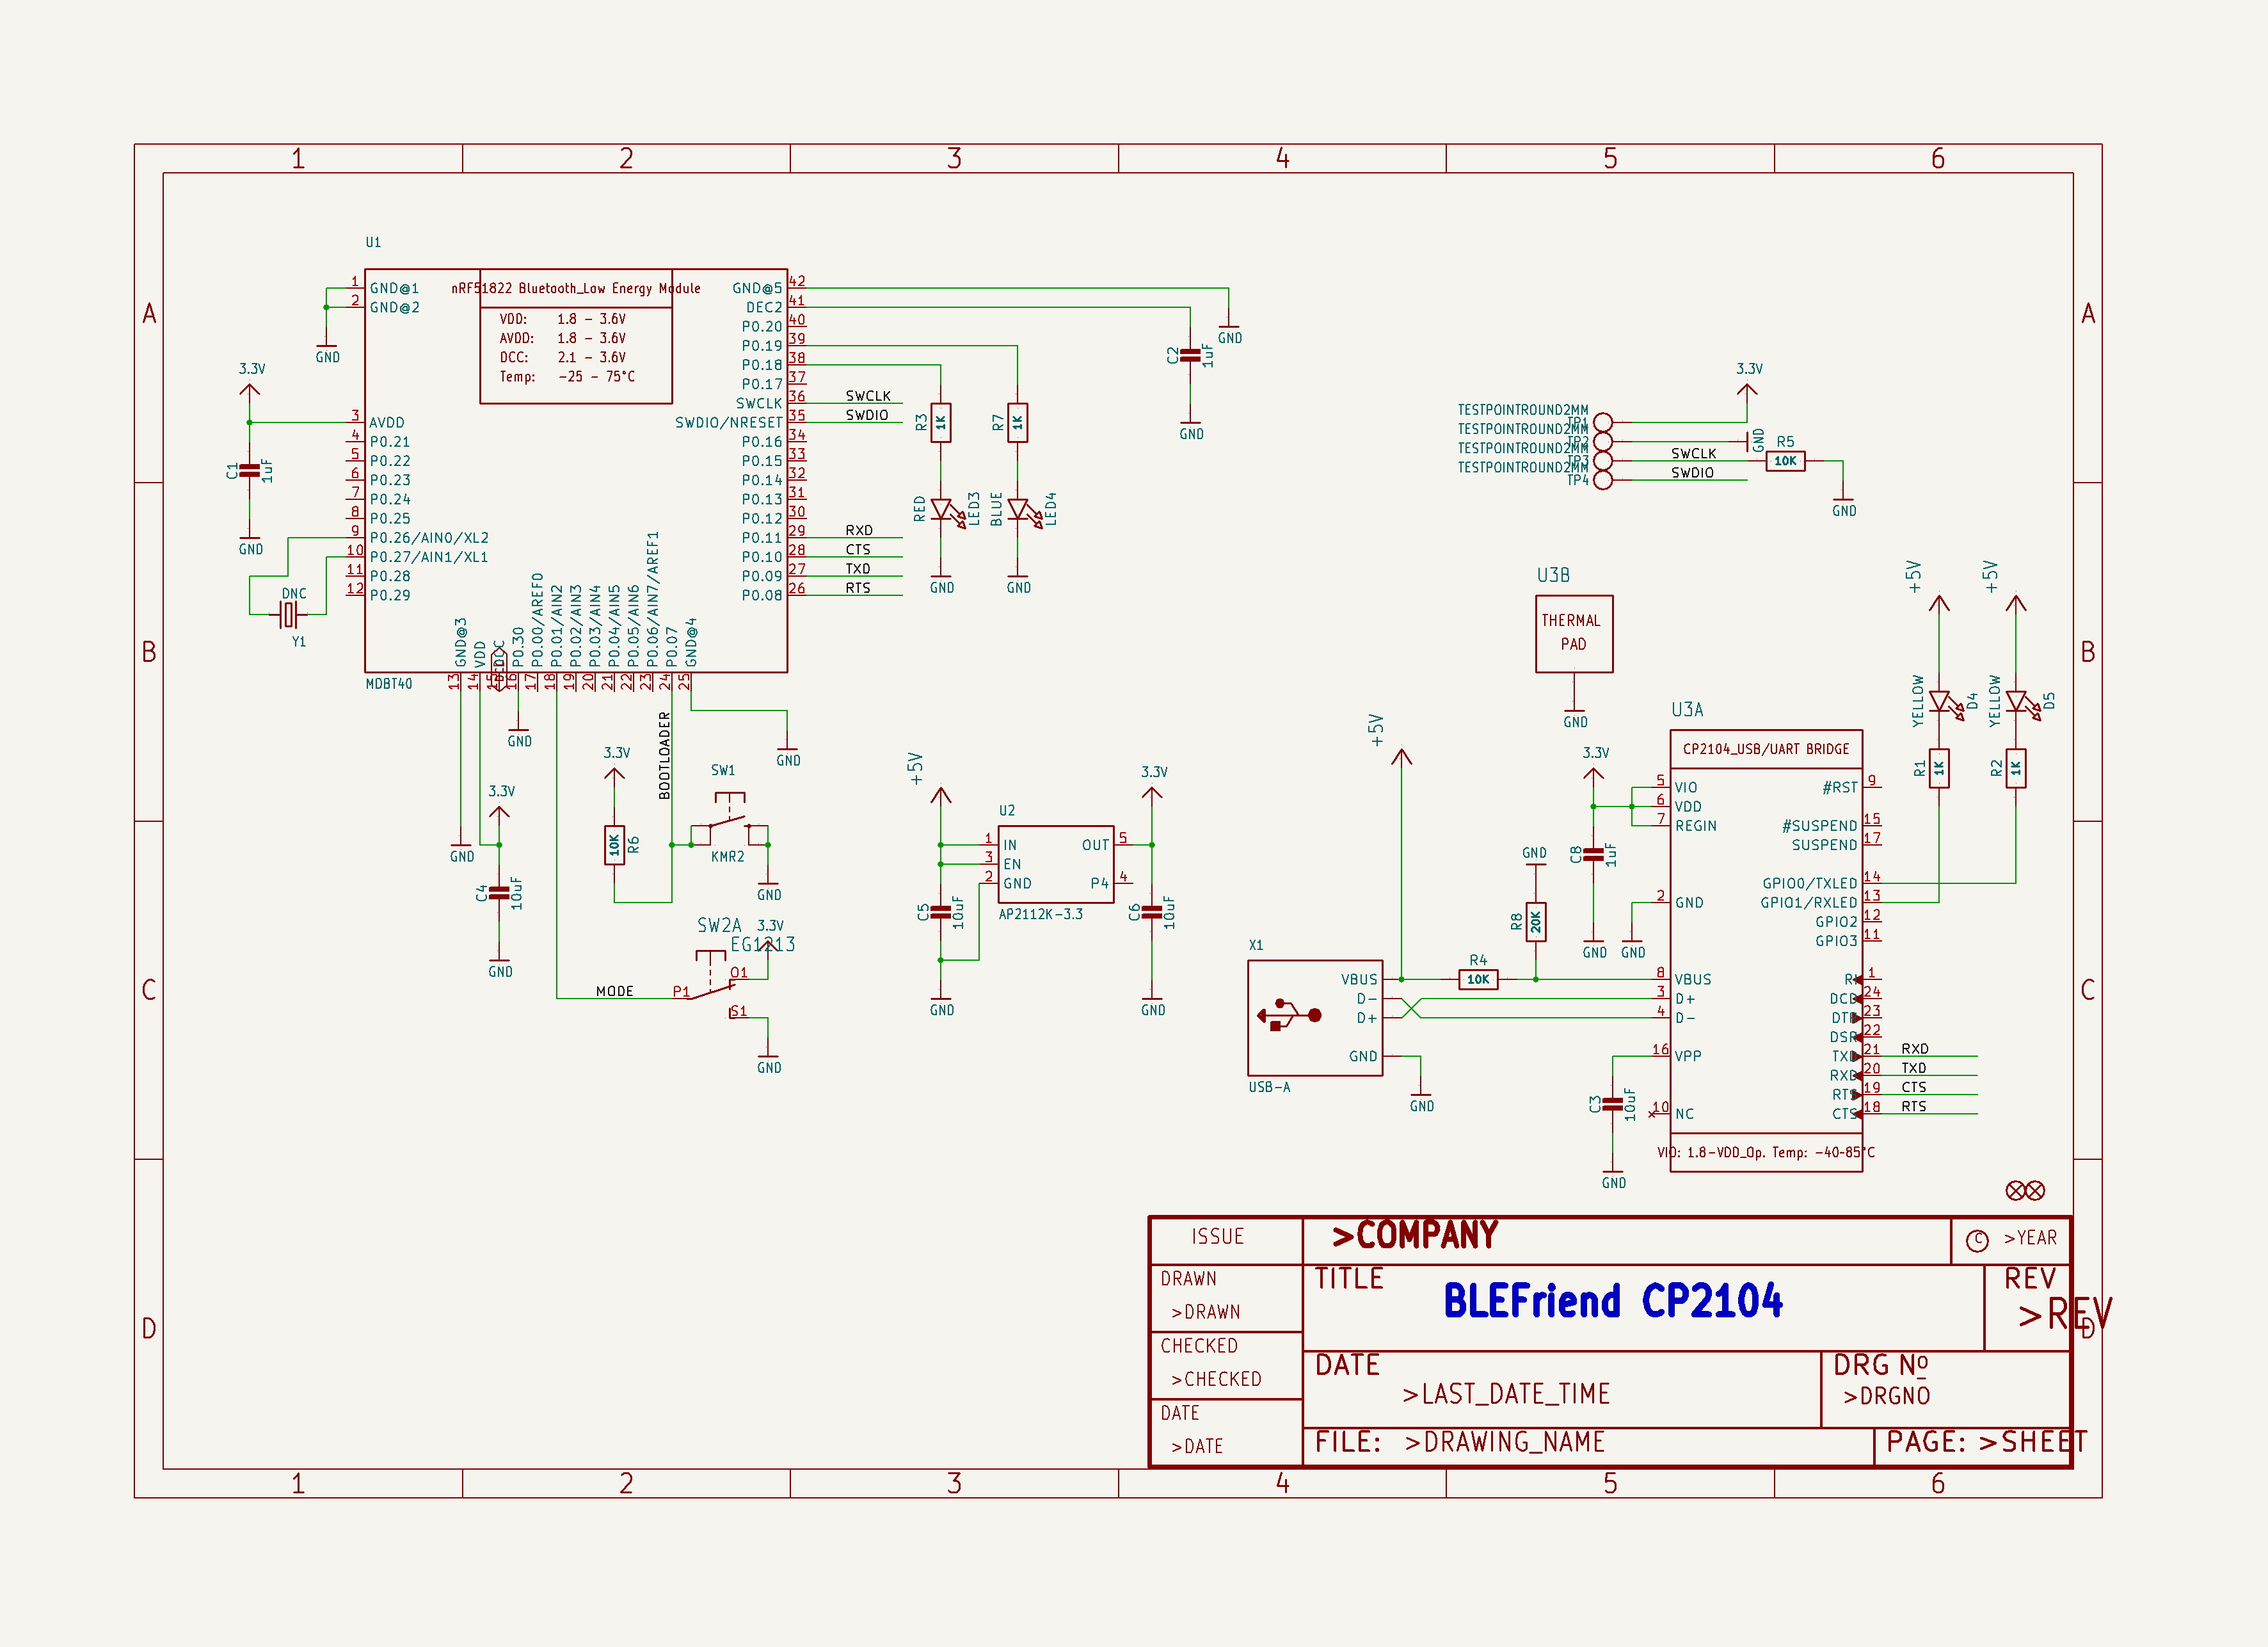 1 2 3 4 5 6
A
B
C
D
U1
nRF51822 Bluetooth_Low Energy Module
VDD: 1.8 – 3.6V
AVDD: 1.8 – 3.6V
DCC: 2.1 – 3.6V
Temp: –25 – 75°C
1 GND@1
2 GND@2
3 AVDD
4 P0.21
5 P0.22
6 P0.23
7 P0.24
8 P0.25
9 P0.26/AIN0/XL2
10 P0.27/AIN1/XL1
11 P0.28
12 P0.29
GND@5 42
DEC2 41
P0.20 40
P0.19 39
P0.18 38
P0.17 37
SWCLK 36
SWDIO/NRESET 35
P0.16 34
P0.15 33
P0.14 32
P0.13 31
P0.12 30
P0.11 29
P0.10 28
P0.09 27
P0.08 26
13 GND@3
14 VDD
15 DCDC
16 P0.30
17 P0.00/AREF0
18 P0.01/AIN2
19 P0.02/AIN3
20 P0.03/AIN4
21 P0.04/AIN5
22 P0.05/AIN6
23 P0.06/AIN7/AREF1
24 P0.07
25 GND@4
MDBT40
GND
3.3V
C1 1uF
GND
DNC
Y1
SWCLK
SWDIO
RXD
CTS
TXD
RTS
R3 1K
R7 1K
RED LED3
BLUE LED4
GND
GND
C2 1uF
GND
GND
GND
GND
3.3V
C4 10uF
GND
GND
BOOTLOADER
3.3V
10K R6
SW1
KMR2
GND
SW2A
EG1213
3.3V
MODE
P1
O1
S1
GND
+5V
U2
1 IN
3 EN
2 GND
OUT 5
P4 4
AP2112K-3.3
C5 10uF
GND
3.3V
C6 10uF
GND
3.3V
TESTPOINTROUND2MM
TP1
TESTPOINTROUND2MM
TP2
TESTPOINTROUND2MM
TP3
TESTPOINTROUND2MM
TP4
GND
SWCLK
SWDIO
R5
10K
GND
U3B
THERMAL
PAD
GND
+5V
X1
VBUS
D-
D+
GND
USB-A
GND
R4
10K
GND
R8 20K
3.3V
C8 1uF
GND
GND
U3A
CP2104_USB/UART BRIDGE
5 VIO
6 VDD
7 REGIN
2 GND
8 VBUS
3 D+
4 D-
16 VPP
10 NC
#RST 9
#SUSPEND 15
SUSPEND 17
GPIO0/TXLED 14
GPIO1/RXLED 13
GPIO2 12
GPIO3 11
RI 1
DCD 24
DTR 23
DSR 22
TXD 21
RXD 20
RTS 19
CTS 18
VIO: 1.8-VDD_Op. Temp: -40-85°C
C3 10uF
GND
+5V
+5V
YELLOW D4
YELLOW D5
R1 1K
R2 1K
RXD
TXD
CTS
RTS
ISSUE
>COMPANY
© >YEAR
DRAWN
>DRAWN
TITLE
BLEFriend CP2104
REV
>REV
CHECKED
>CHECKED
DATE
>LAST_DATE_TIME
DRG Nº
>DRGNO
DATE
>DATE
FILE: >DRAWING_NAME
PAGE: >SHEET
A
B
C
D
1 2 3 4 5 6